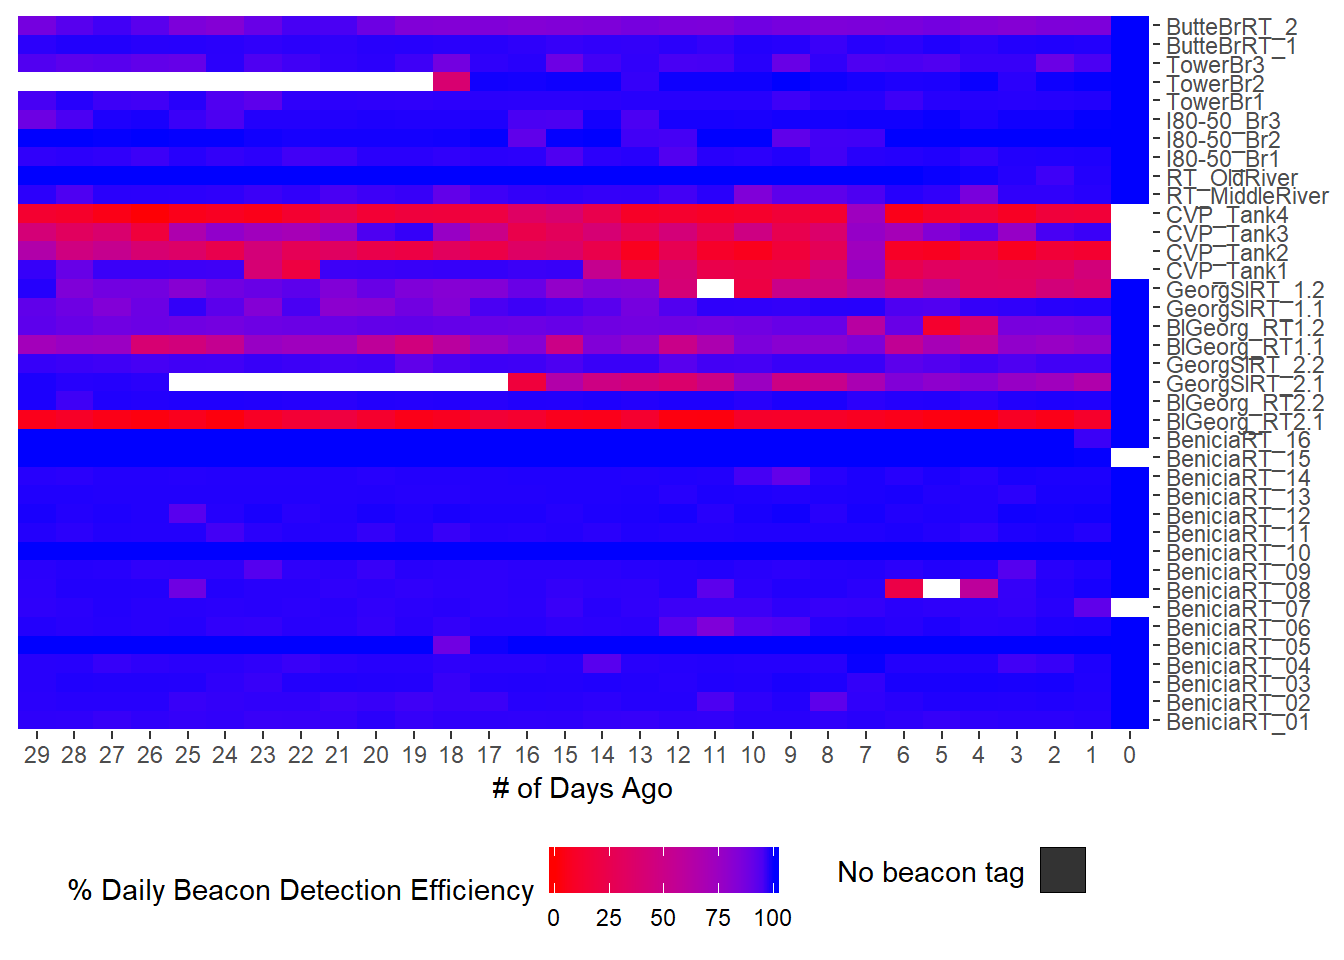 ButteBrRT_2
ButteBrRT_1
TowerBr3
TowerBr2
TowerBr1
I80-50_Br3
I80-50_Br2
I80-50_Br1
RT_OldRiver
RT_MiddleRiver
CVP_Tank4
CVP_Tank3
CVP_Tank2
CVP_Tank1
GeorgSlRT_1.2
GeorgSlRT_1.1
BlGeorg_RT1.2
BlGeorg_RT1.1
GeorgSlRT_2.2
GeorgSlRT_2.1
BlGeorg_RT2.2
BlGeorg_RT2.1
BeniciaRT_16
BeniciaRT_15
BeniciaRT_14
BeniciaRT_13
BeniciaRT_12
BeniciaRT_11
BeniciaRT_10
BeniciaRT_09
BeniciaRT_08
BeniciaRT_07
BeniciaRT_06
BeniciaRT_05
BeniciaRT_04
BeniciaRT_03
BeniciaRT_02
BeniciaRT_01
29 28 27 26 25 24 23 22 21 20 19 18 17 16 15 14 13 12 11 10 9 8 7 6 5 4 3 2 1 0
# of Days Ago
% Daily Beacon Detection Efficiency
0 25 50 75 100
No beacon tag